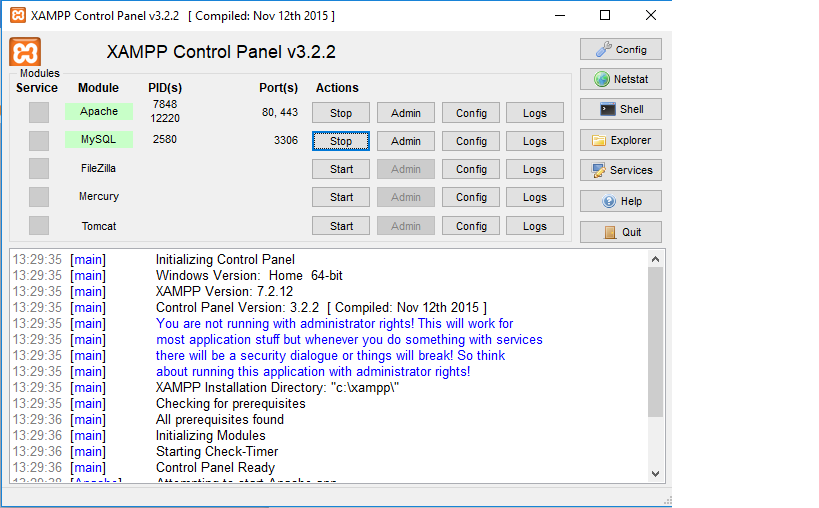 XAMPP Control Panel v3.2.2 [ Compiled: Nov 12th 2015 ]
XAMPP Control Panel v3.2.2
Config
Modules
Service Module PID(s) Port(s) Actions
Netstat
Apache 7848 12220 80, 443 Stop Admin Config Logs
Shell
MySQL 2580 3306 Stop Admin Config Logs
Explorer
FileZilla Start Admin Config Logs
Services
Mercury Start Admin Config Logs
Help
Tomcat Start Admin Config Logs
Quit
13:29:35 [main] Initializing Control Panel
13:29:35 [main] Windows Version: Home 64-bit
13:29:35 [main] XAMPP Version: 7.2.12
13:29:35 [main] Control Panel Version: 3.2.2 [ Compiled: Nov 12th 2015 ]
13:29:35 [main] You are not running with administrator rights! This will work for
13:29:35 [main] most application stuff but whenever you do something with services
13:29:35 [main] there will be a security dialogue or things will break! So think
13:29:35 [main] about running this application with administrator rights!
13:29:35 [main] XAMPP Installation Directory: "c:\xampp\"
13:29:35 [main] Checking for prerequisites
13:29:36 [main] All prerequisites found
13:29:36 [main] Initializing Modules
13:29:36 [main] Starting Check-Timer
13:29:36 [main] Control Panel Ready
[Apache] Attempting to start Apache app